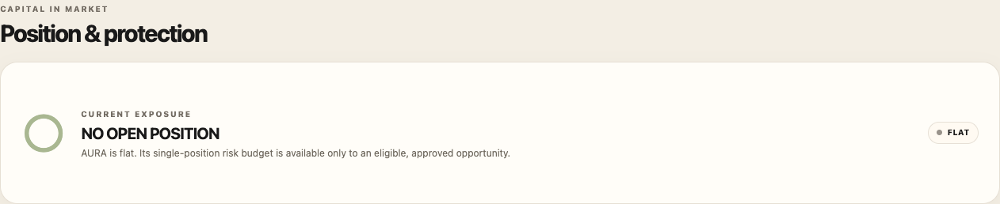 CAPITAL IN MARKET
Position & protection
CURRENT EXPOSURE
NO OPEN POSITION
AURA is flat. Its single-position risk budget is available only to an eligible, approved opportunity.
FLAT